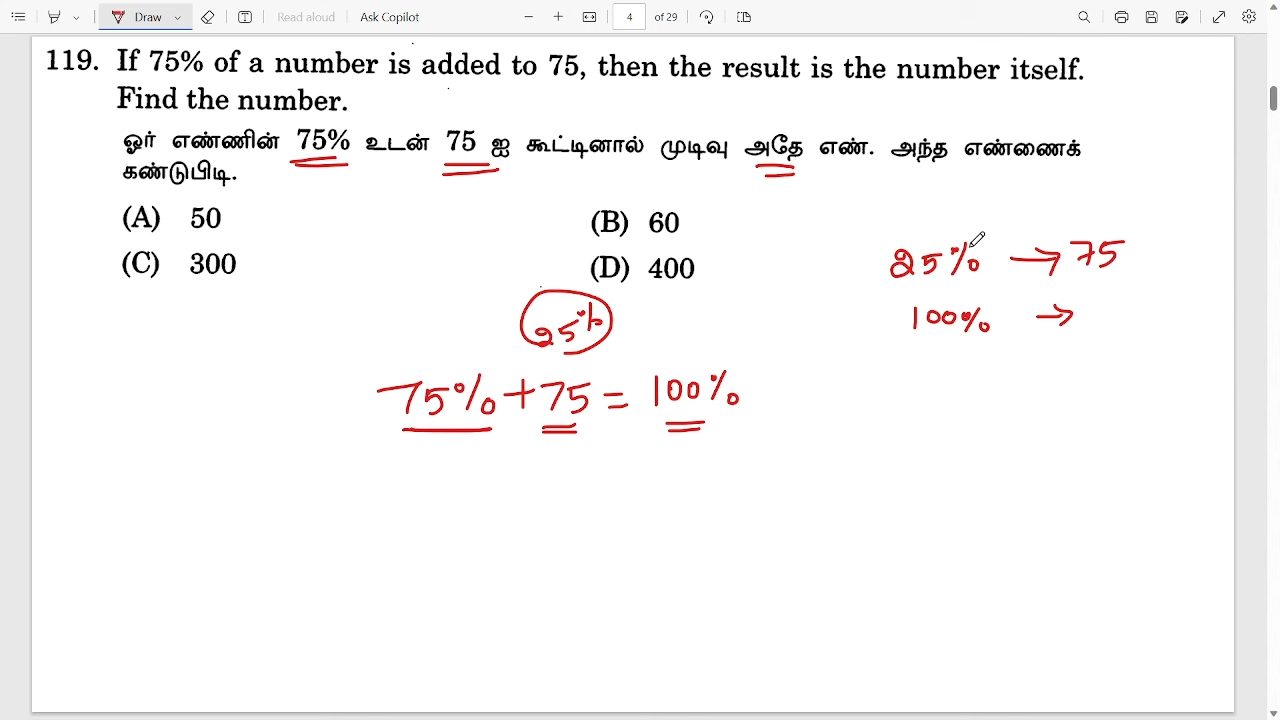 Draw Read aloud Ask Copilot 4 of 29
119. If 75% of a number is added to 75, then the result is the number itself.
Find the number.
ஓர் எண்ணின் 75% உடன் 75 ஐ கூட்டினால் முடிவு அதே எண். அந்த எண்ணைக்
கண்டுபிடி.
(A) 50 (B) 60
(C) 300 (D) 400
25% → 75
100% →
25%
75% + 75 = 100%